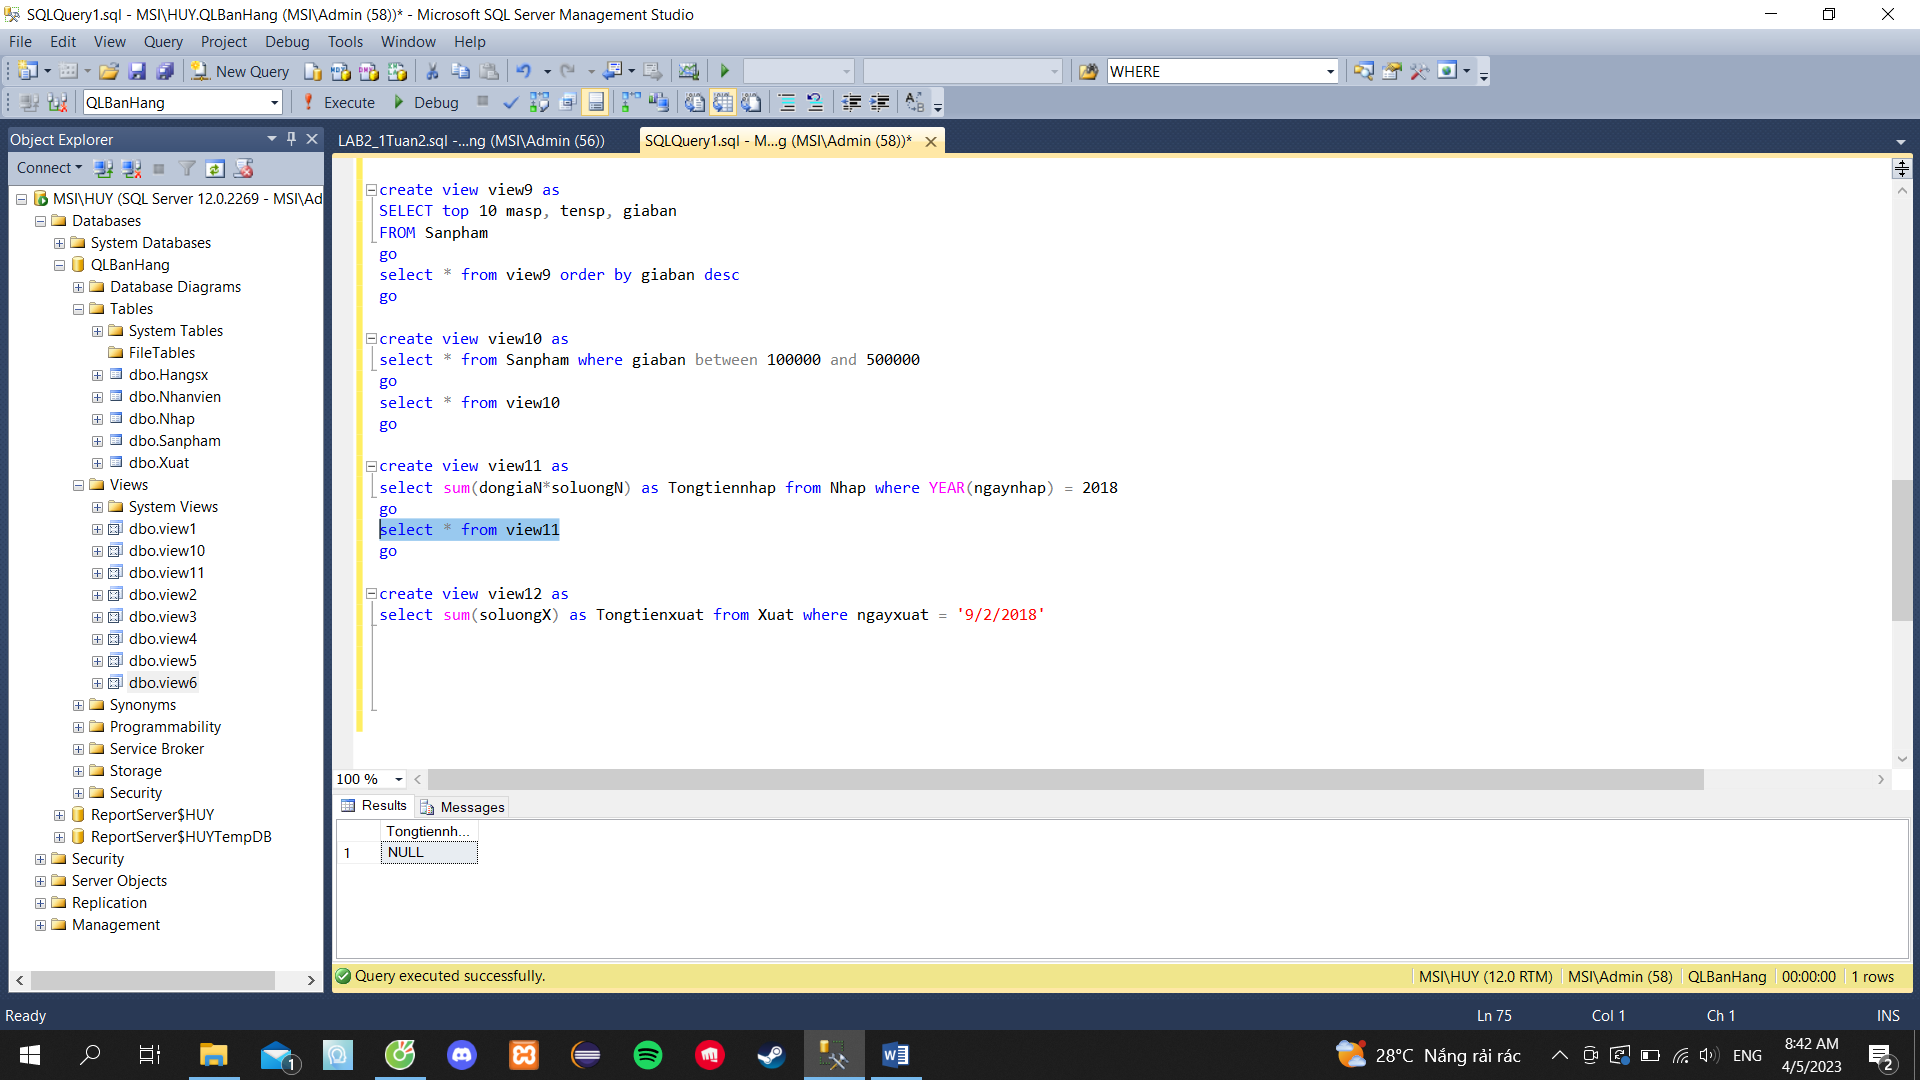 SQLQuery1.sql - MSI\HUY.QLBanHang (MSI\Admin (58))* - Microsoft SQL Server Management Studio
File Edit View Query Project Debug Tools Window Help
New Query WHERE
QLBanHang Execute Debug
Object Explorer
Connect
MSI\HUY (SQL Server 12.0.2269 - MSI\Ad
Databases
System Databases
QLBanHang
Database Diagrams
Tables
System Tables
FileTables
dbo.Hangsx
dbo.Nhanvien
dbo.Nhap
dbo.Sanpham
dbo.Xuat
Views
System Views
dbo.view1
dbo.view10
dbo.view11
dbo.view2
dbo.view3
dbo.view4
dbo.view5
dbo.view6
Synonyms
Programmability
Service Broker
Storage
Security
ReportServer$HUY
ReportServer$HUYTempDB
Security
Server Objects
Replication
Management
LAB2_1Tuan2.sql -...ng (MSI\Admin (56)) SQLQuery1.sql - M...g (MSI\Admin (58))*
create view view9 as
SELECT top 10 masp, tensp, giaban
FROM Sanpham
go
select * from view9 order by giaban desc
go
create view view10 as
select * from Sanpham where giaban between 100000 and 500000
go
select * from view10
go
create view view11 as
select sum(dongiaN*soluongN) as Tongtiennhap from Nhap where YEAR(ngaynhap) = 2018
go
select * from view11
go
create view view12 as
select sum(soluongX) as Tongtienxuat from Xuat where ngayxuat = '9/2/2018'
100 %
Results Messages
Tongtiennh...
1 NULL
Query executed successfully. MSI\HUY (12.0 RTM) MSI\Admin (58) QLBanHang 00:00:00 1 rows
Ready Ln 75 Col 1 Ch 1 INS
1 28°C Nắng rải rác ENG 8:42 AM 2
4/5/2023